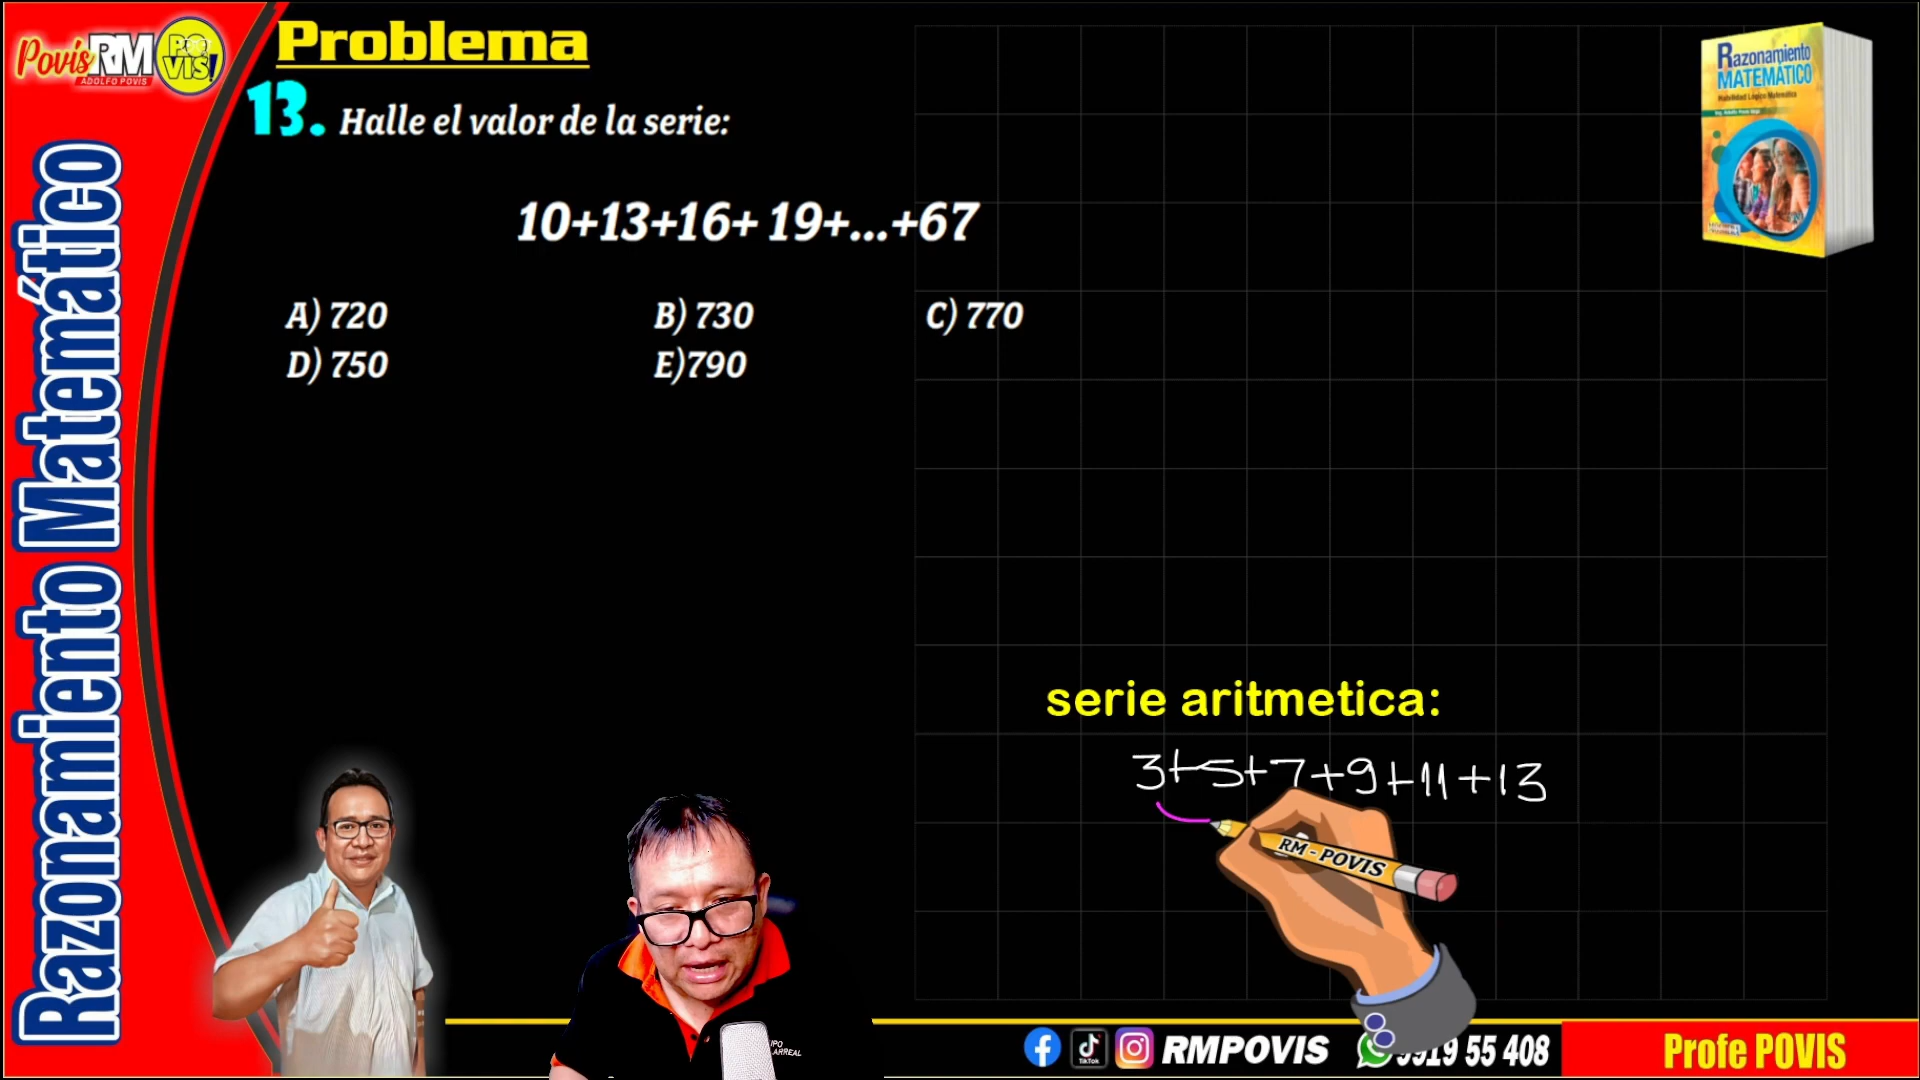 Povis RM
ADOLFO POVIS
PO
VIS!
Problema
13. Halle el valor de la serie:
10+13+16+ 19+...+67
A) 720 B) 730 C) 770
D) 750 E)790
Razonamiento Matemático
Razonamiento
MATEMÁTICO
serie aritmetica:
3+5+7+9+11+13
RM - POVIS
TikTok
RMPOVIS
55 408
Profe POVIS